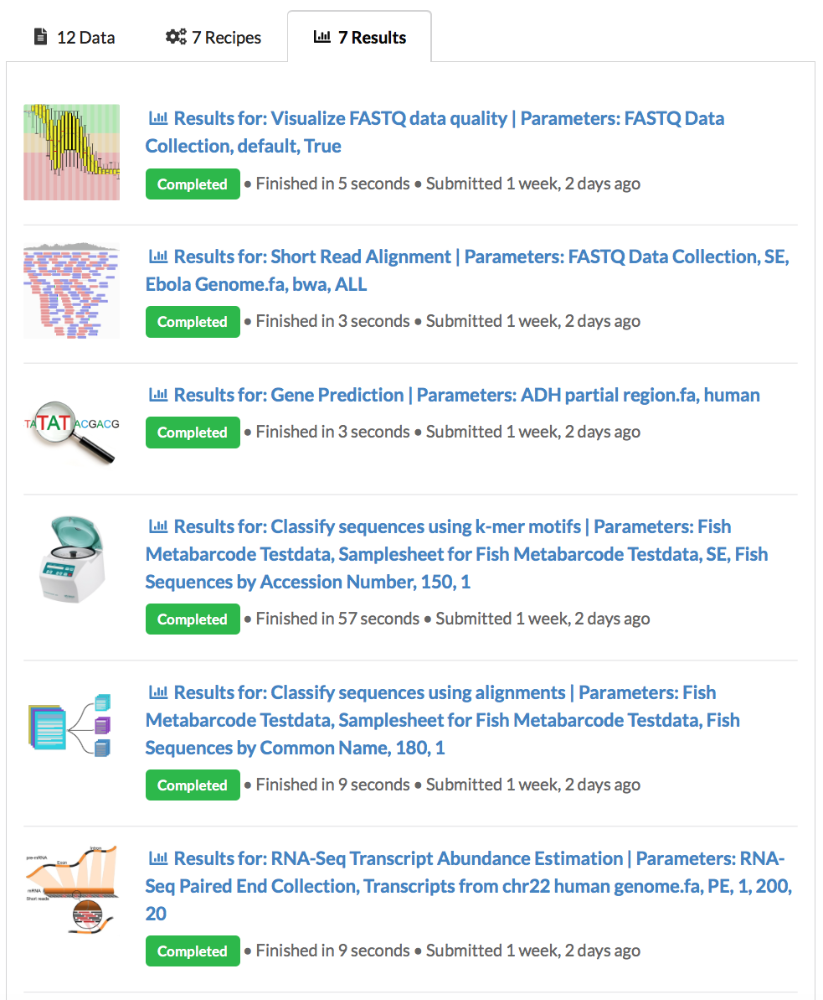 12 Data
7 Recipes
7 Results
Results for: Visualize FASTQ data quality | Parameters: FASTQ Data
Collection, default, True
Completed • Finished in 5 seconds • Submitted 1 week, 2 days ago
Results for: Short Read Alignment | Parameters: FASTQ Data Collection, SE,
Ebola Genome.fa, bwa, ALL
Completed • Finished in 3 seconds • Submitted 1 week, 2 days ago
TATATACGACG
Results for: Gene Prediction | Parameters: ADH partial region.fa, human
Completed • Finished in 3 seconds • Submitted 1 week, 2 days ago
Results for: Classify sequences using k-mer motifs | Parameters: Fish
Metabarcode Testdata, Samplesheet for Fish Metabarcode Testdata, SE, Fish
Sequences by Accession Number, 150, 1
Completed • Finished in 57 seconds • Submitted 1 week, 2 days ago
Results for: Classify sequences using alignments | Parameters: Fish
Metabarcode Testdata, Samplesheet for Fish Metabarcode Testdata, Fish
Sequences by Common Name, 180, 1
Completed • Finished in 9 seconds • Submitted 1 week, 2 days ago
Intron
pre-mRNA
Exon
mRNA
Short reads
Results for: RNA-Seq Transcript Abundance Estimation | Parameters: RNA-
Seq Paired End Collection, Transcripts from chr22 human genome.fa, PE, 1, 200,
20
Completed • Finished in 9 seconds • Submitted 1 week, 2 days ago